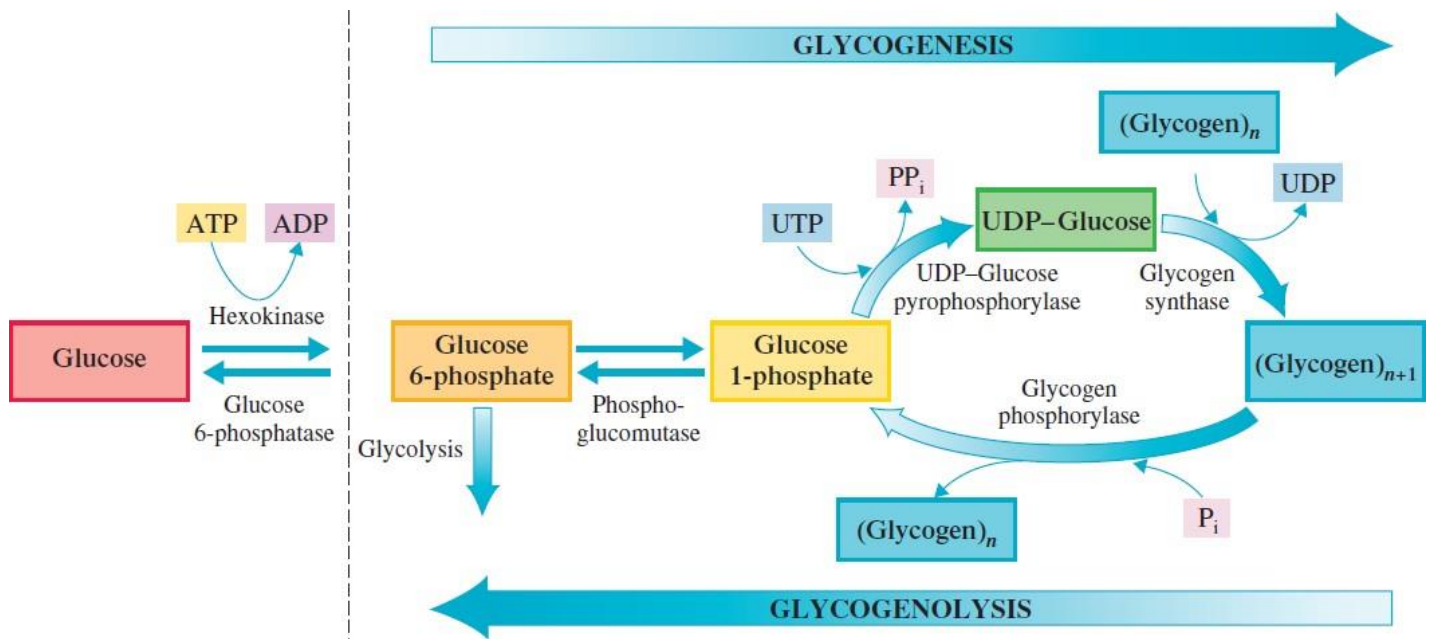 GLYCOGENESIS
(Glycogen)n
PPi
UDP
ATP
ADP
UTP
UDP–Glucose
Hexokinase
UDP–Glucose
pyrophosphorylase
Glycogen
synthase
Glucose
Glucose
6-phosphate
Glucose
1-phosphate
(Glycogen)n+1
Glucose
6-phosphatase
Phospho-
glucomutase
Glycogen
phosphorylase
Glycolysis
(Glycogen)n
Pi
GLYCOGENOLYSIS